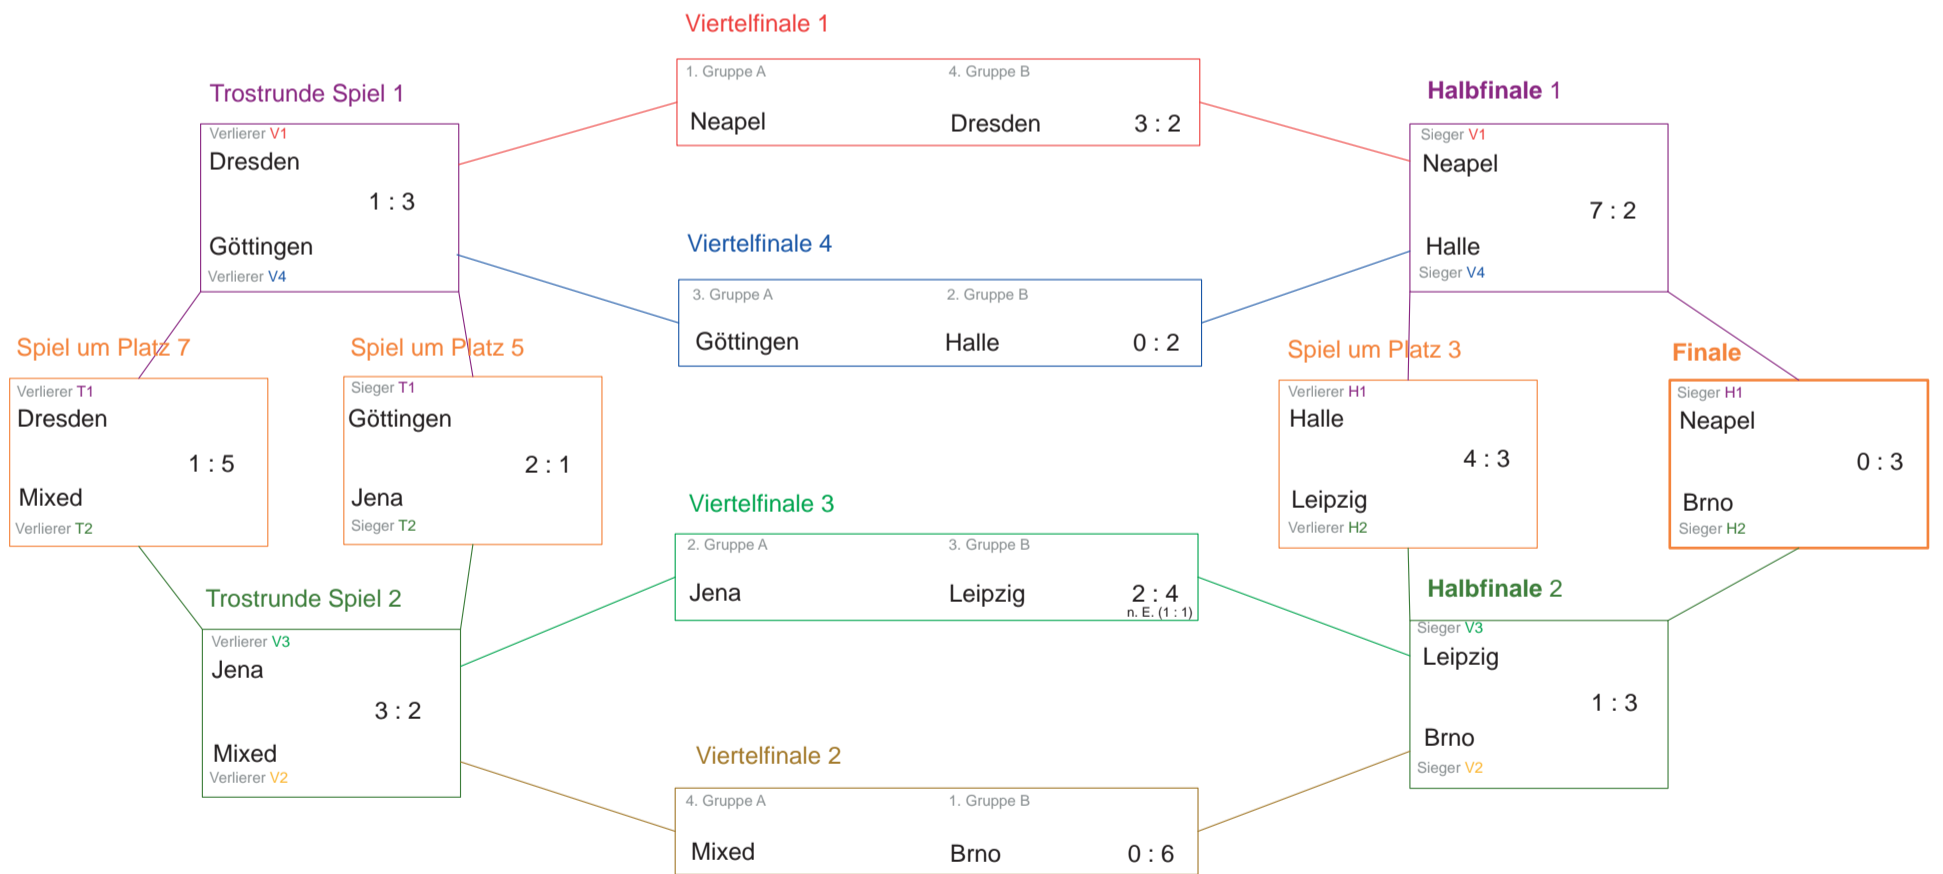 Viertelfinale 1
1. Gruppe A 4. Gruppe B
Neapel Dresden 3 : 2
Trostrunde Spiel 1
Verlierer V1
Dresden
1 : 3
Göttingen
Verlierer V4
Halbfinale 1
Sieger V1
Neapel
7 : 2
Halle
Sieger V4
Viertelfinale 4
3. Gruppe A 2. Gruppe B
Göttingen Halle 0 : 2
Spiel um Platz 7
Verlierer T1
Dresden
1 : 5
Mixed
Verlierer T2
Spiel um Platz 5
Sieger T1
Göttingen
2 : 1
Jena
Sieger T2
Spiel um Platz 3
Verlierer H1
Halle
4 : 3
Leipzig
Verlierer H2
Finale
Sieger H1
Neapel
0 : 3
Brno
Sieger H2
Viertelfinale 3
2. Gruppe A 3. Gruppe B
Jena Leipzig 2 : 4
n. E. (1 : 1)
Trostrunde Spiel 2
Verlierer V3
Jena
3 : 2
Mixed
Verlierer V2
Halbfinale 2
Sieger V3
Leipzig
1 : 3
Brno
Sieger V2
Viertelfinale 2
4. Gruppe A 1. Gruppe B
Mixed Brno 0 : 6